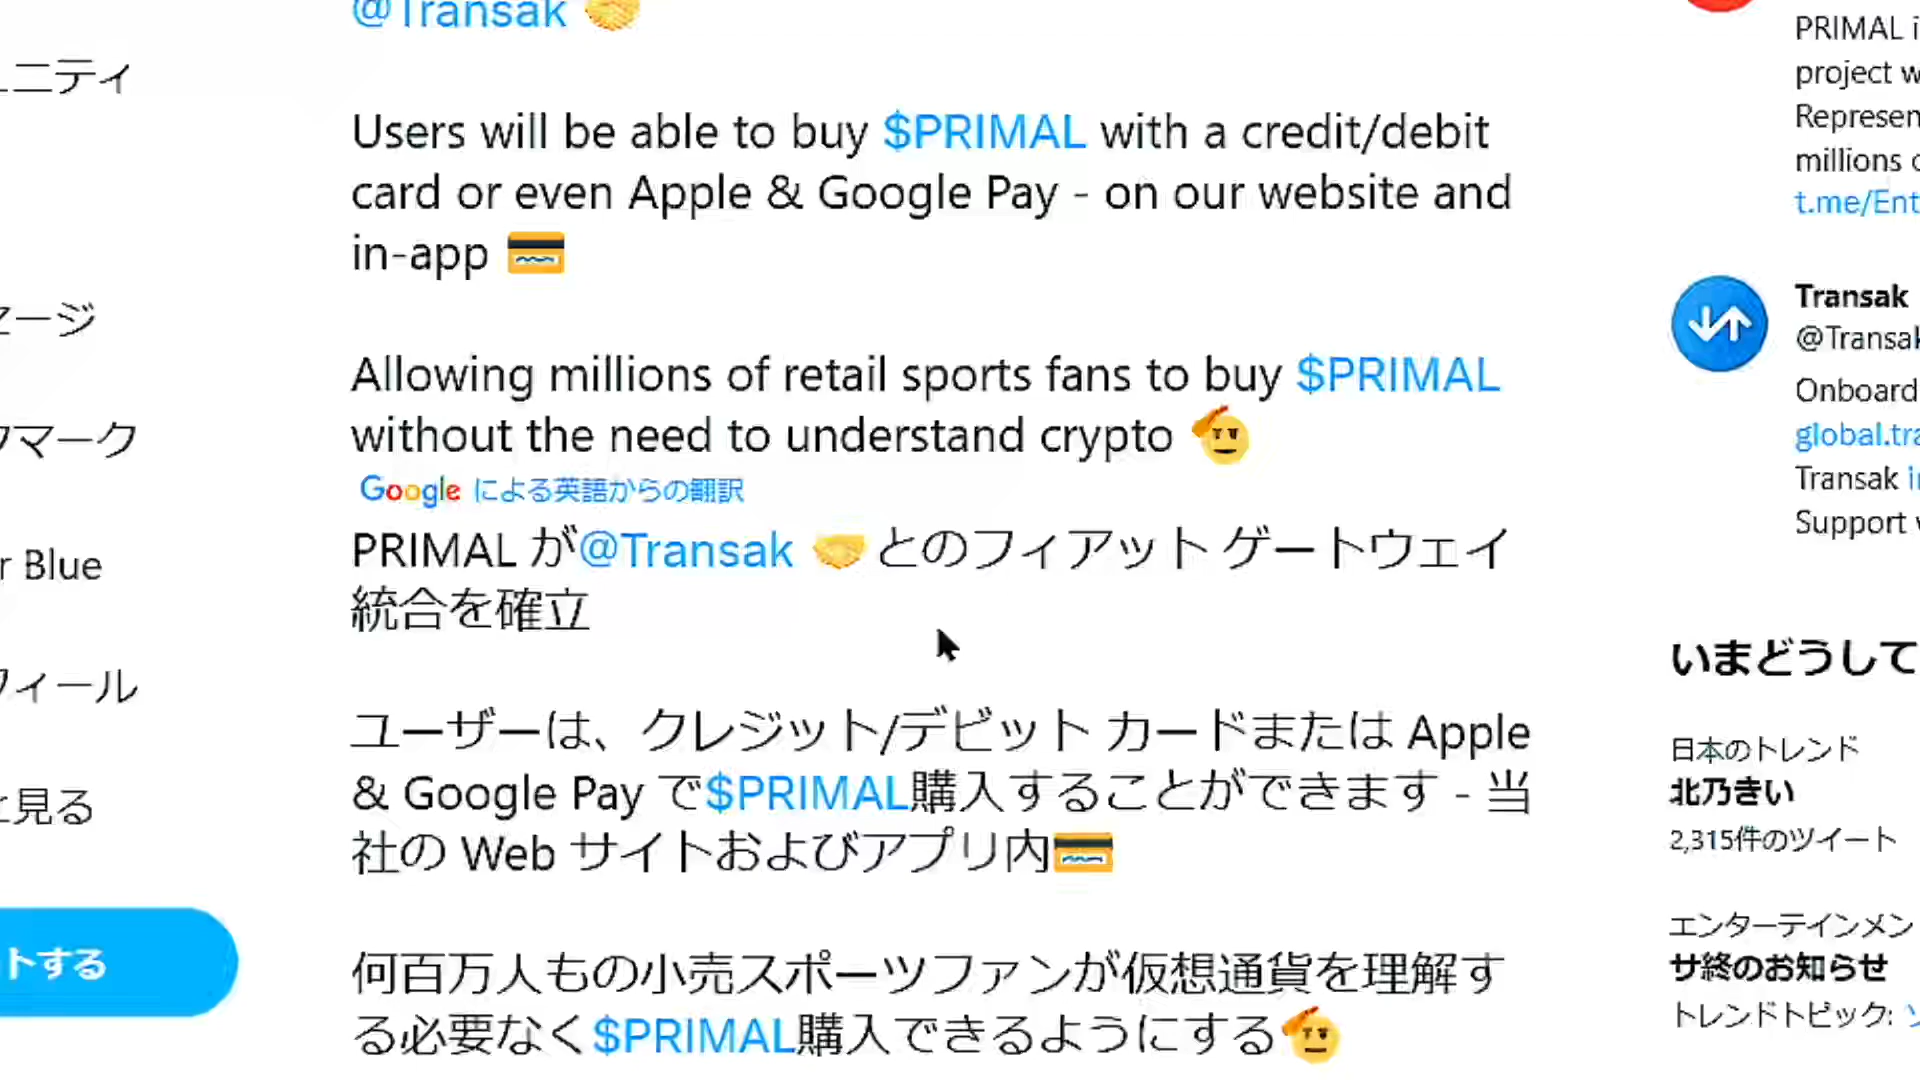 ニティ
ージ
マーク
r Blue
フィール
見る
トする
@Transak 🤝
Users will be able to buy $PRIMAL with a credit/debit
card or even Apple & Google Pay - on our website and
in-app 💳
Allowing millions of retail sports fans to buy $PRIMAL
without the need to understand crypto 🫡
Google による英語からの翻訳
PRIMAL が@Transak 🤝 とのフィアット ゲートウェイ
統合を確立
ユーザーは、クレジット/デビット カードまたは Apple
& Google Pay で$PRIMAL購入することができます - 当
社の Web サイトおよびアプリ内💳
何百万人もの小売スポーツファンが仮想通貨を理解す
る必要なく$PRIMAL購入できるようにする🫡
PRIMAL i
project w
Represen
millions o
t.me/Ent
Transak
@Transak
Onboard
global.tra
Transak i
Support w
いまどうして
日本のトレンド
北乃きい
2,315件のツイート
エンターテインメン
サ終のお知らせ
トレンドトピック: